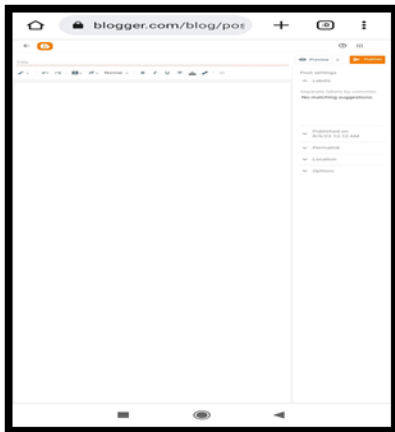 blogger.com/blog/pos
:D
Title
Preview
Publish
Normal
Post settings
Labels
Separate labels by commas
No matching suggestions
Published on
Permalink
Location
Options